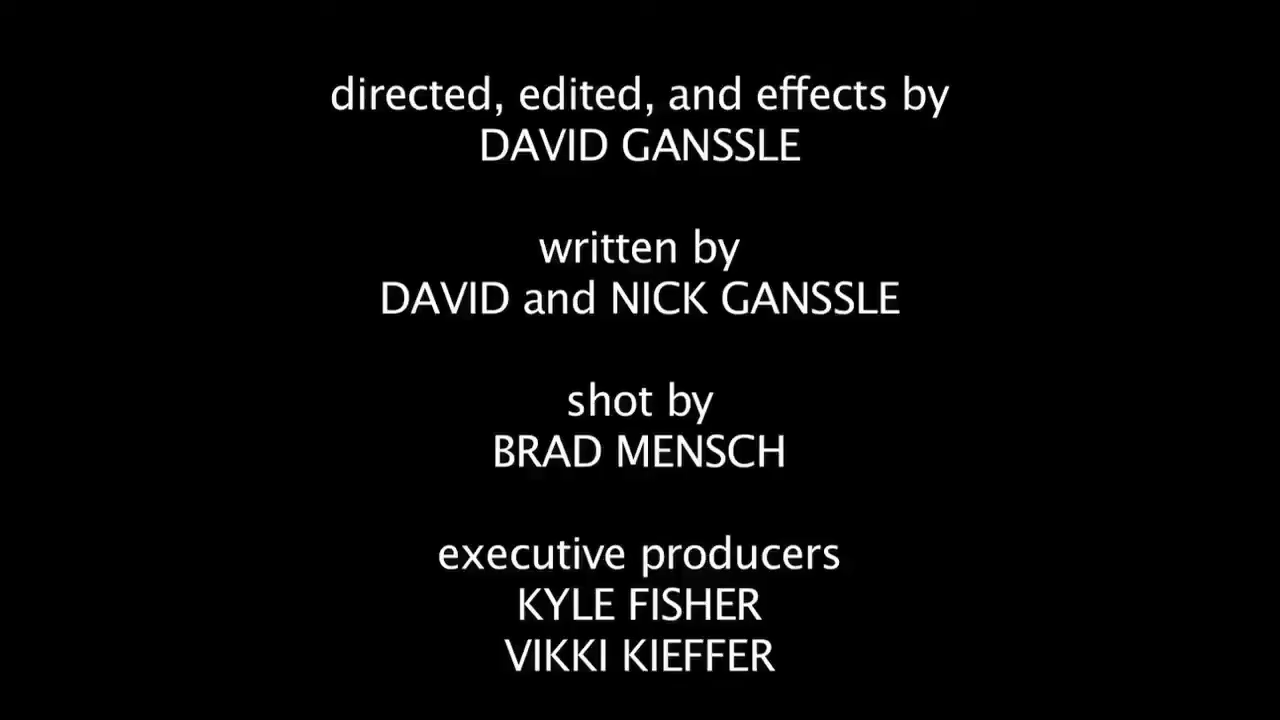 directed, edited, and effects by
DAVID GANSSLE
written by
DAVID and NICK GANSSLE
shot by
BRAD MENSCH
executive producers
KYLE FISHER
VIKKI KIEFFER